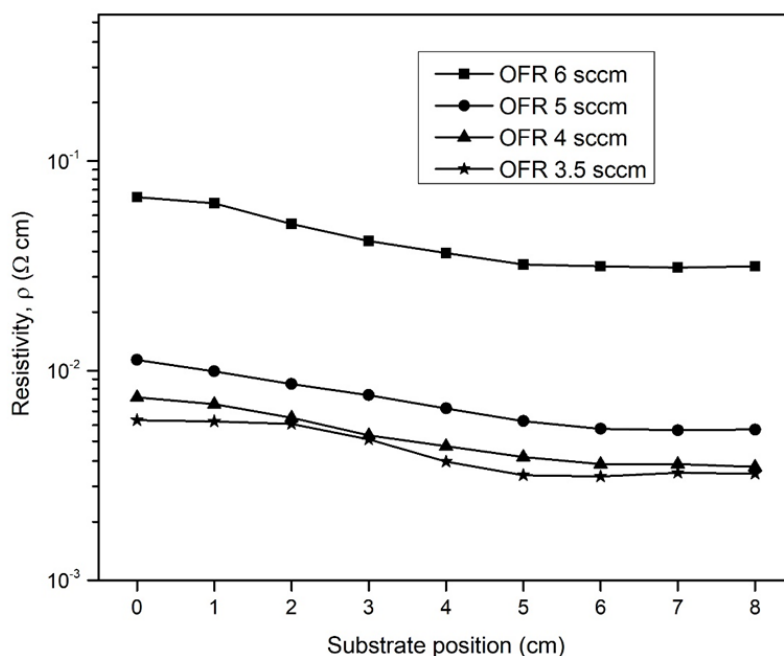 OFR 6 sccm
OFR 5 sccm
OFR 4 sccm
OFR 3.5 sccm
10⁻¹
10⁻²
10⁻³
Resistivity, ρ (Ω cm)
0 1 2 3 4 5 6 7 8
Substrate position (cm)